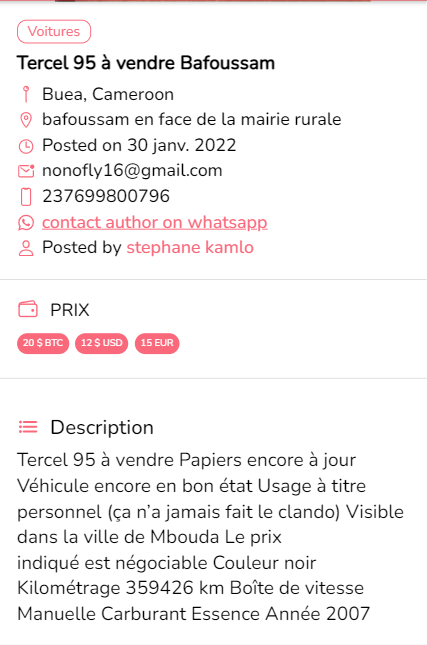 Voitures
Tercel 95 à vendre Bafoussam
Buea, Cameroon
bafoussam en face de la mairie rurale
Posted on 30 janv. 2022
nonofly16@gmail.com
237699800796
contact author on whatsapp
Posted by stephane kamlo
PRIX
20 $ BTC 12 $ USD 15 EUR
Description
Tercel 95 à vendre Papiers encore à jour
Véhicule encore en bon état Usage à titre
personnel (ça n’a jamais fait le clando) Visible
dans la ville de Mbouda Le prix
indiqué est négociable Couleur noir
Kilométrage 359426 km Boîte de vitesse
Manuelle Carburant Essence Année 2007